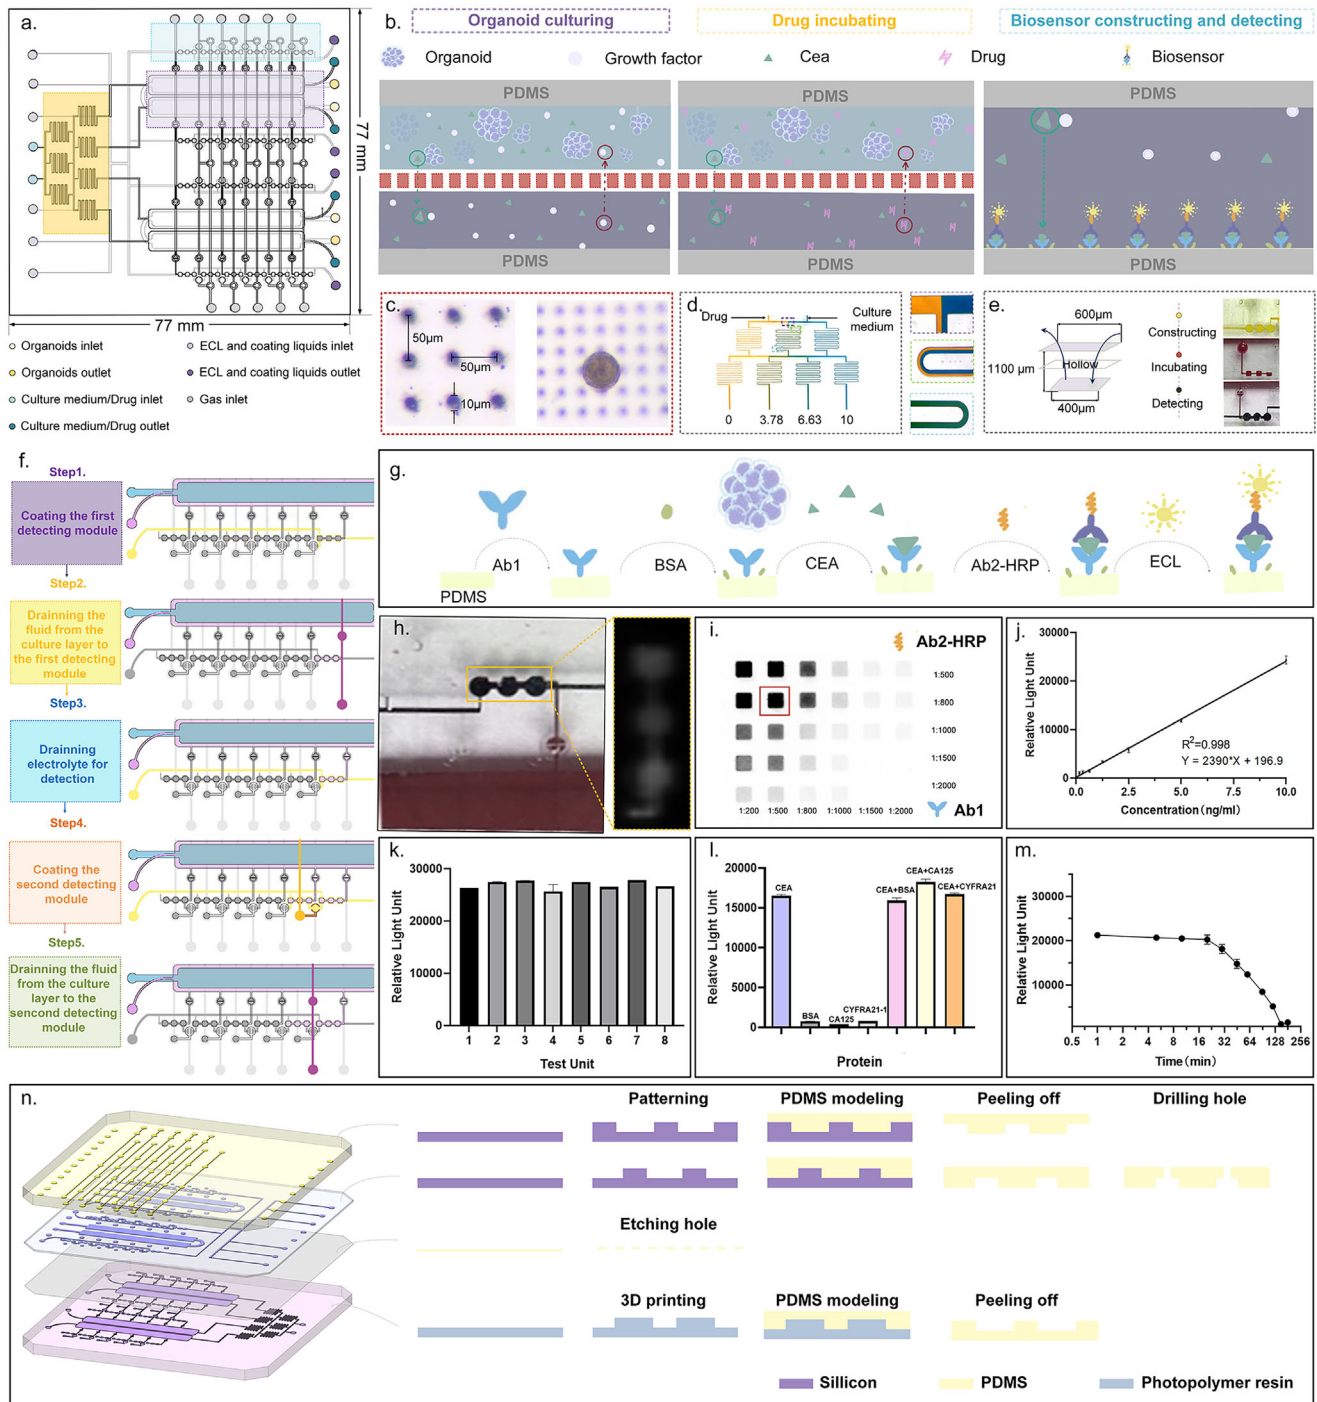 a.
77 mm
77 mm
Organoids inlet
Organoids outlet
Culture medium/Drug inlet
Culture medium/Drug outlet
ECL and coating liquids inlet
ECL and coating liquids outlet
Gas inlet
b.
Organoid culturing
Drug incubating
Biosensor constructing and detecting
Organoid
Growth factor
Cea
Drug
Biosensor
PDMS
PDMS
PDMS
PDMS
PDMS
PDMS
c.
50μm
50μm
10μm
d.
Drug
Culture
medium
0
3.78
6.63
10
e.
600μm
Hollow
1100 μm
400μm
Constructing
Incubating
Detecting
f.
Step1.
Coating the first
detecting module
Step2.
Drainning the
fluid from the
culture layer to
the first detecting
module
Step3.
Drainning
electrolyte for
detection
Step4.
Coating the
second detecting
module
Step5.
Drainning the fluid
from the culture
layer to the
sencond detecting
module
g.
PDMS
Ab1
BSA
CEA
Ab2-HRP
ECL
h.
i.
Ab2-HRP
1:500
1:800
1:1000
1:1500
1:2000
1:200
1:500
1:800
1:1000
1:1500
1:2000
Ab1
j.
Relative Light Unit
30000
20000
10000
0
0.0
2.5
5.0
7.5
10.0
R²=0.998
Y = 2390*X + 196.9
Concentration（ng/ml）
k.
Relative Light Unit
40000
30000
20000
10000
0
1
2
3
4
5
6
7
8
Test Unit
l.
Relative Light Unit
20000
15000
10000
5000
0
CEA
BSA
CA125
CYFRA21-1
CEA+BSA
CEA+CA125
CEA+CYFRA21
Protein
m.
Relative Light Unit
30000
20000
10000
0
0.5
1
2
4
8
16
32
64
128
256
Time（min）
n.
Patterning
PDMS modeling
Peeling off
Drilling hole
Etching hole
3D printing
PDMS modeling
Peeling off
Sillicon
PDMS
Photopolymer resin